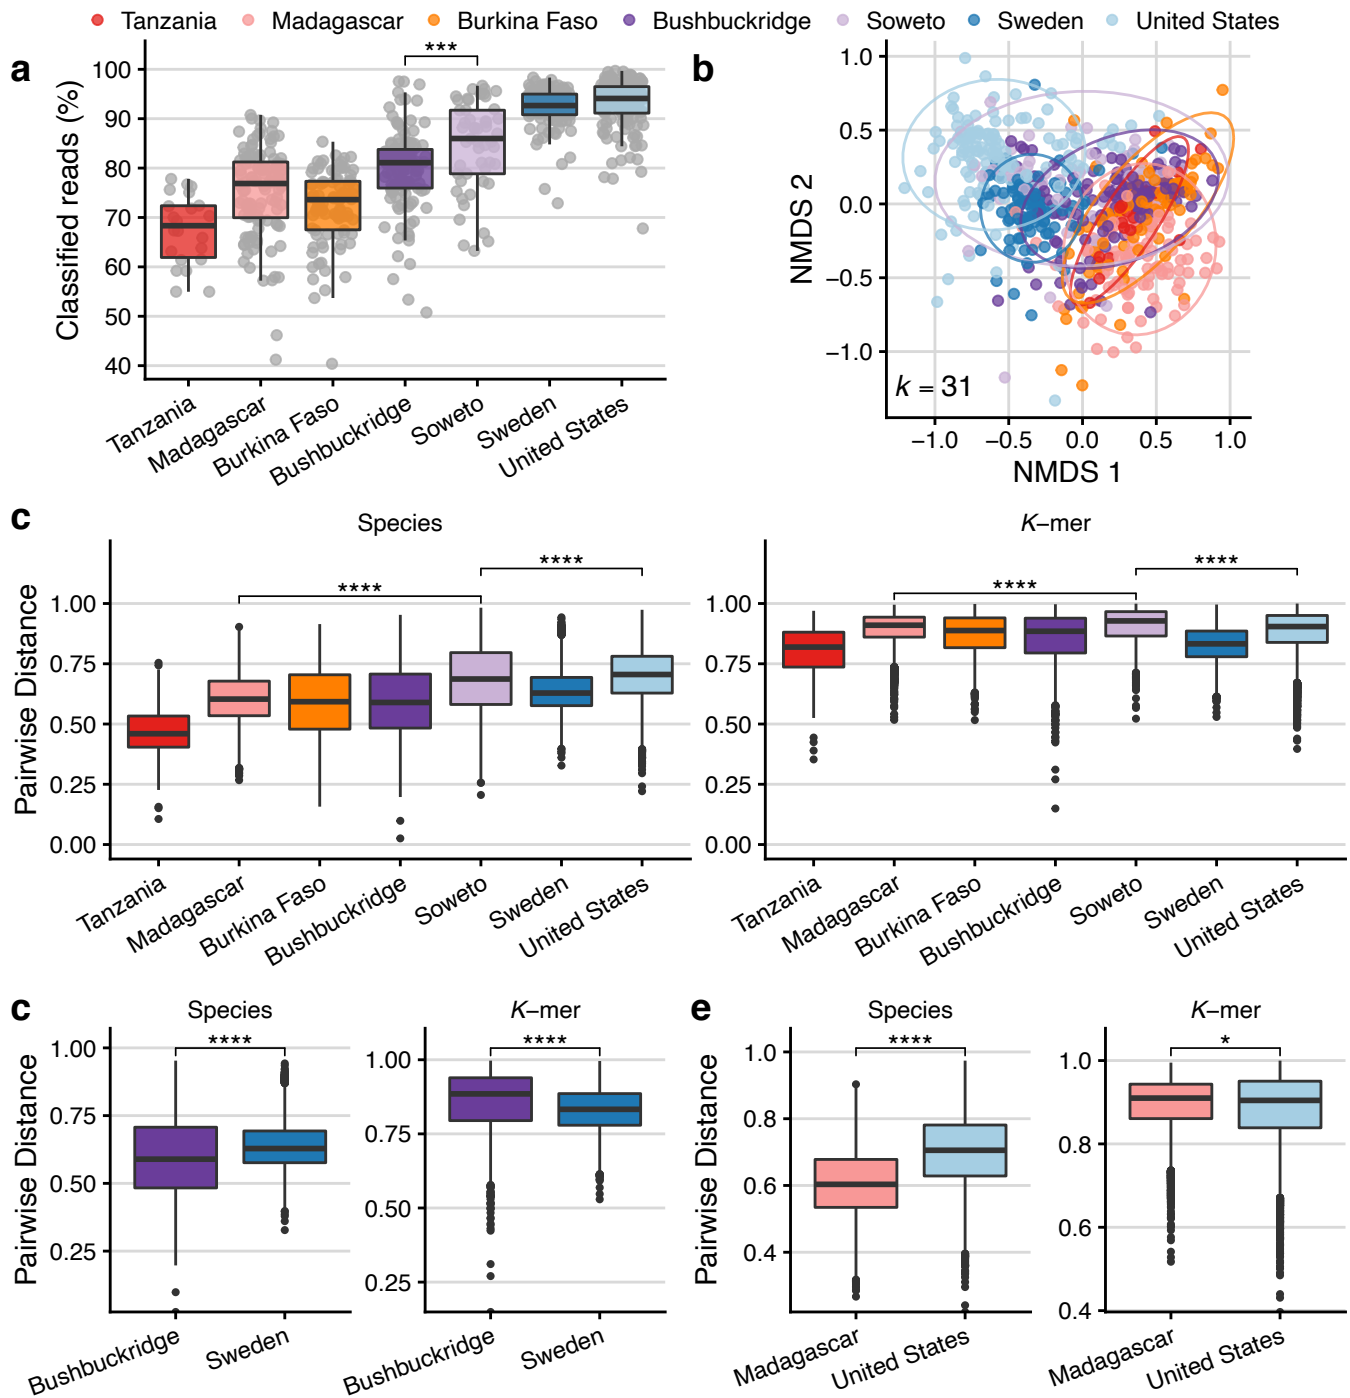 Tanzania Madagascar Burkina Faso Bushbuckridge Soweto Sweden United States
a
***
Classified reads (%)
100
90
80
70
60
50
40
Tanzania
Madagascar
Burkina Faso
Bushbuckridge
Soweto
Sweden
United States
b
NMDS 2
1.0
0.5
0.0
−0.5
−1.0
k = 31
−1.0 −0.5 0.0 0.5 1.0
NMDS 1
c
Species
**** ****
Pairwise Distance
1.00
0.75
0.50
0.25
0.00
Tanzania
Madagascar
Burkina Faso
Bushbuckridge
Soweto
Sweden
United States
K−mer
**** ****
1.00
0.75
0.50
0.25
0.00
Tanzania
Madagascar
Burkina Faso
Bushbuckridge
Soweto
Sweden
United States
c
Species
****
Pairwise Distance
1.00
0.75
0.50
0.25
Bushbuckridge
Sweden
K−mer
****
1.00
0.75
0.50
0.25
Bushbuckridge
Sweden
e
Species
****
Pairwise Distance
1.0
0.8
0.6
0.4
Madagascar
United States
K−mer
*
1.0
0.8
0.6
0.4
Madagascar
United States